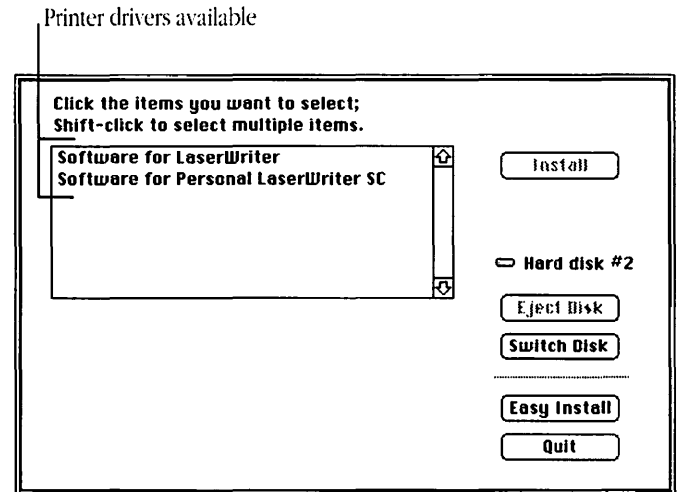 Printer drivers available
Click the items you want to select;
Shift-click to select multiple items.
Software for LaserWriter
Software for Personal LaserWriter SC
Install
Hard disk #2
Eject Disk
Switch Disk
Easy Install
Quit